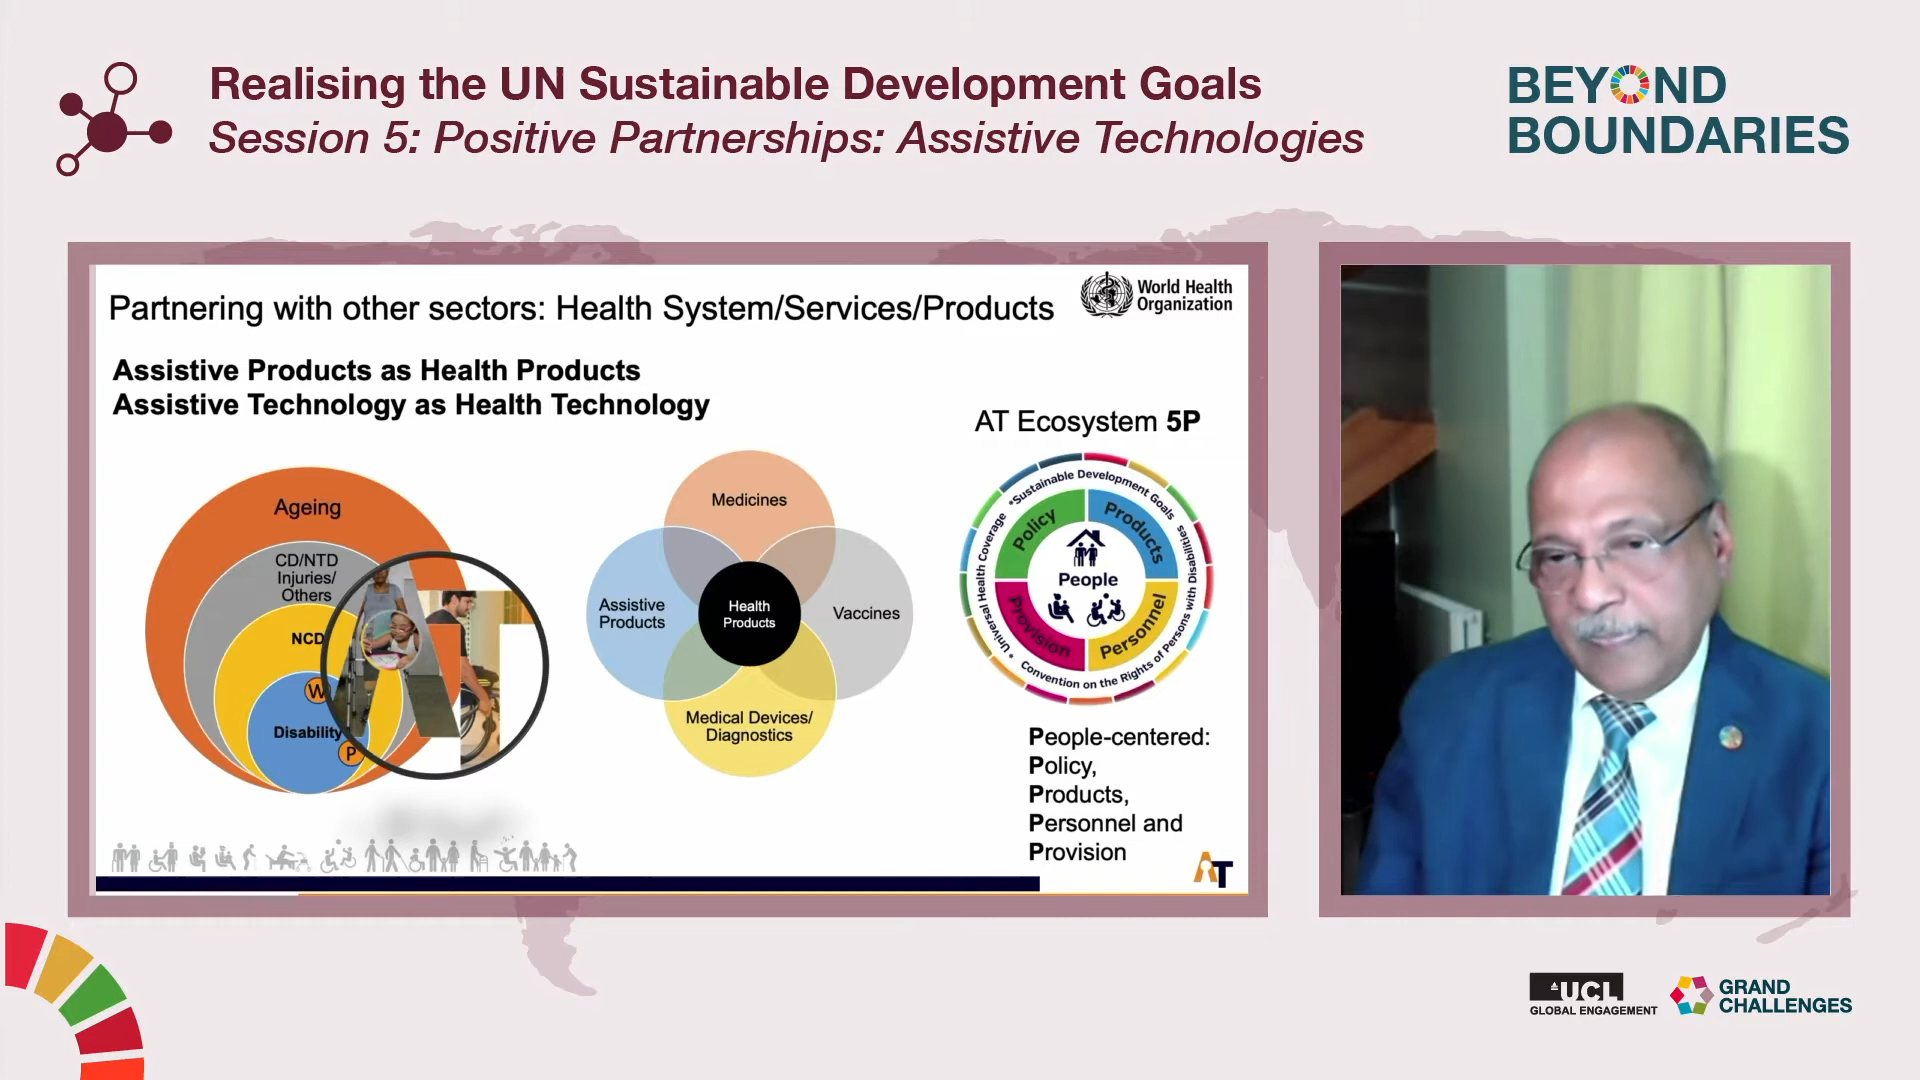 Realising the UN Sustainable Development Goals
Session 5: Positive Partnerships: Assistive Technologies
BEYOND
BOUNDARIES
Partnering with other sectors: Health System/Services/Products
World Health
Organization
Assistive Products as Health Products
Assistive Technology as Health Technology
Ageing
CD/NTD
Injuries/
Others
NCD
W
Disability
P
AT
Medicines
Assistive
Products
Health
Products
Vaccines
Medical Devices/
Diagnostics
AT Ecosystem 5P
*Sustainable Development Goals
Convention on the Rights of Persons with Disabilities
*Universal Health Coverage
*
Policy
Products
People
Provision
Personnel
People-centered:
Policy,
Products,
Personnel and
Provision
AT
UCL
GLOBAL ENGAGEMENT
GRAND
CHALLENGES